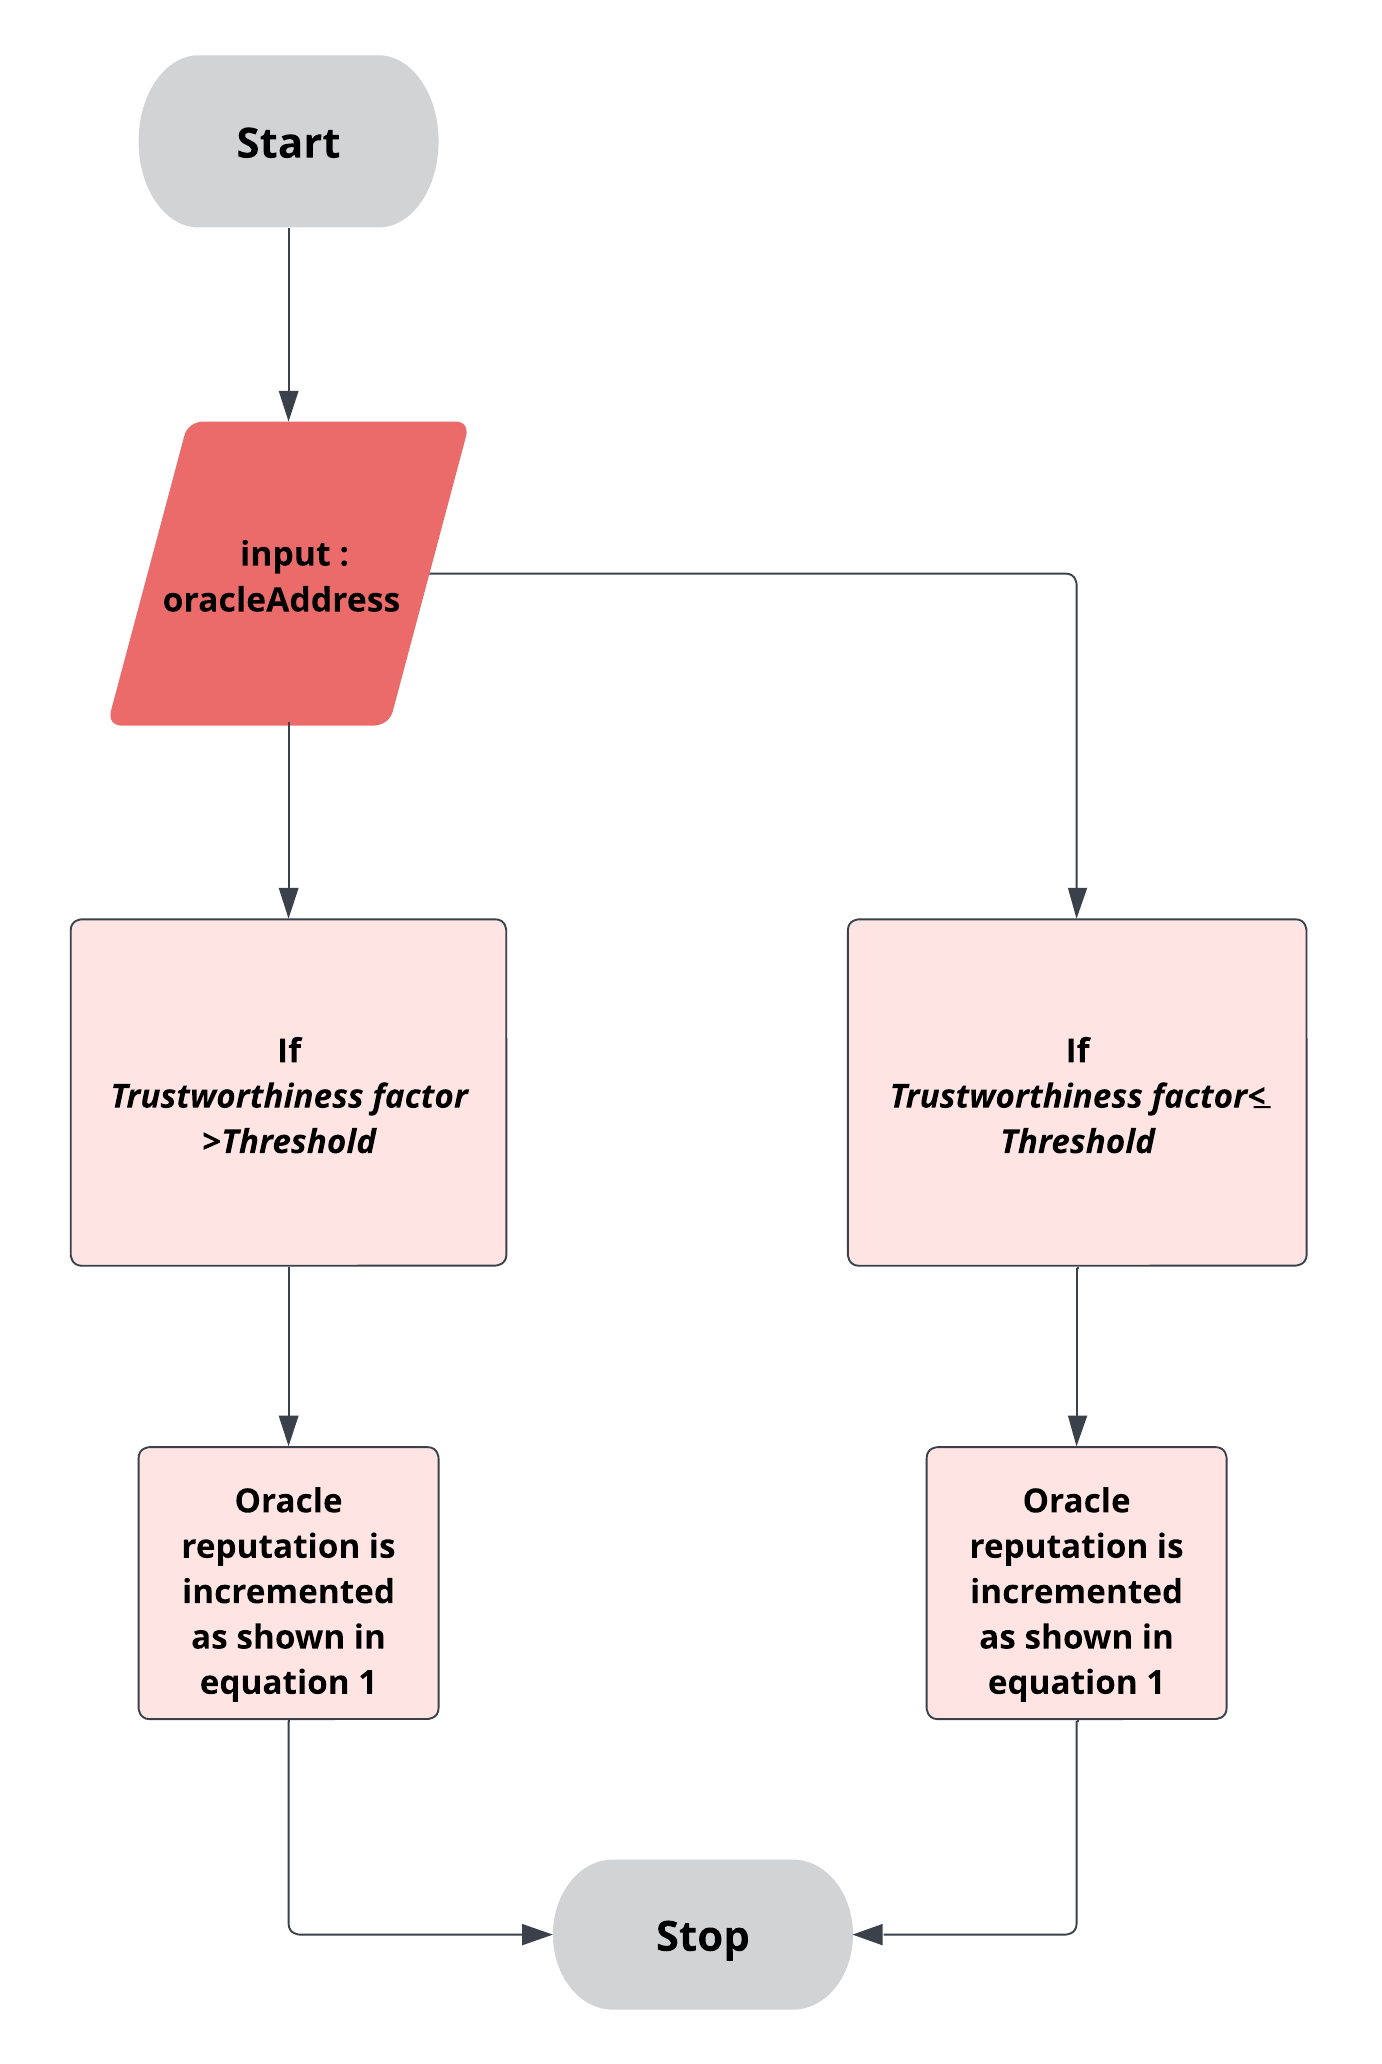 Start
input :
oracleAddress
If
Trustworthiness factor
>Threshold
If
Trustworthiness factor≤
Threshold
Oracle
reputation is
incremented
as shown in
equation 1
Oracle
reputation is
incremented
as shown in
equation 1
Stop